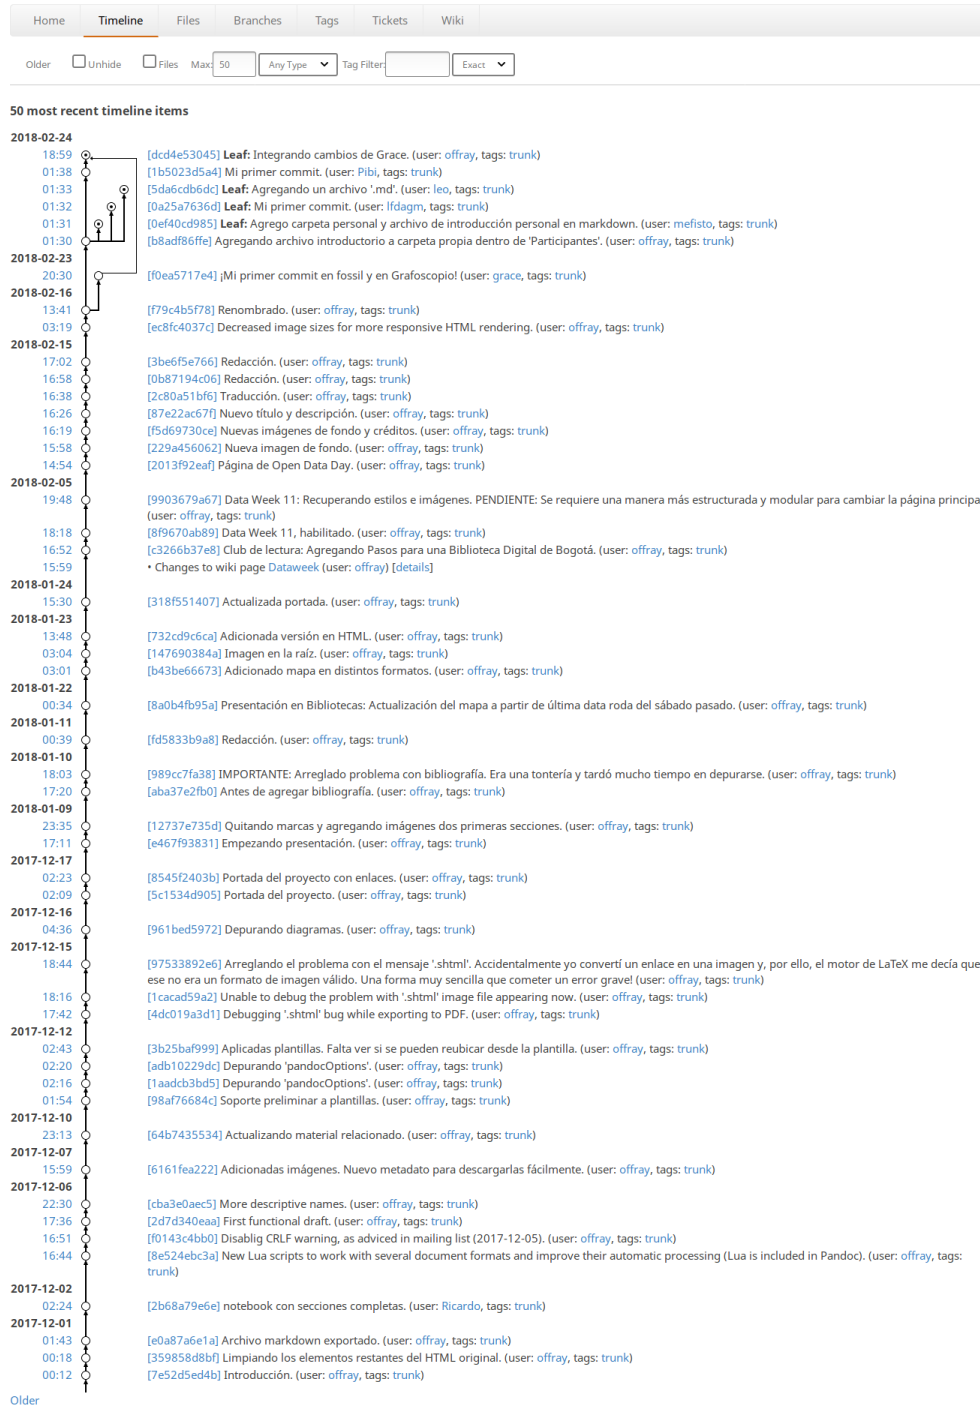 Home Timeline Files Branches Tags Tickets Wiki
Older Unhide Files Max: 50 Any Type Tag Filter: Exact
50 most recent timeline items
2018-02-24
18:59 [dcd4e53045] Leaf: Integrando cambios de Grace. (user: offray, tags: trunk)
01:38 [1b5023d5a4] Mi primer commit. (user: Pibi, tags: trunk)
01:33 [5da6cdb6dc] Leaf: Agregando un archivo '.md'. (user: leo, tags: trunk)
01:32 [0a25a7636d] Leaf: Mi primer commit. (user: lfdagm, tags: trunk)
01:31 [0ef40cd985] Leaf: Agrego carpeta personal y archivo de introducción personal en markdown. (user: mefisto, tags: trunk)
01:30 [b8adf86ffe] Agregando archivo introductorio a carpeta propia dentro de 'Participantes'. (user: offray, tags: trunk)
2018-02-23
20:30 [f0ea5717e4] ¡Mi primer commit en fossil y en Grafoscopio! (user: grace, tags: trunk)
2018-02-16
13:41 [f79c4b5f78] Renombrado. (user: offray, tags: trunk)
03:19 [ec8fc4037c] Decreased image sizes for more responsive HTML rendering. (user: offray, tags: trunk)
2018-02-15
17:02 [3be6f5e766] Redacción. (user: offray, tags: trunk)
16:58 [0b87194c06] Redacción. (user: offray, tags: trunk)
16:38 [2c80a51bf6] Traducción. (user: offray, tags: trunk)
16:26 [87e22ac67f] Nuevo título y descripción. (user: offray, tags: trunk)
16:19 [f5d69730ce] Nuevas imágenes de fondo y créditos. (user: offray, tags: trunk)
15:58 [229a456062] Nueva imagen de fondo. (user: offray, tags: trunk)
14:54 [2013f92eaf] Página de Open Data Day. (user: offray, tags: trunk)
2018-02-05
19:48 [9903679a67] Data Week 11: Recuperando estilos e imágenes. PENDIENTE: Se requiere una manera más estructurada y modular para cambiar la página principa
(user: offray, tags: trunk)
18:18 [8f9670ab89] Data Week 11, habilitado. (user: offray, tags: trunk)
16:52 [c3266b37e8] Club de lectura: Agregando Pasos para una Biblioteca Digital de Bogotá. (user: offray, tags: trunk)
15:59 • Changes to wiki page Dataweek (user: offray) [details]
2018-01-24
15:30 [318f551407] Actualizada portada. (user: offray, tags: trunk)
2018-01-23
13:48 [732cd9c6ca] Adicionada versión en HTML. (user: offray, tags: trunk)
03:04 [147690384a] Imagen en la raíz. (user: offray, tags: trunk)
03:01 [b43be66673] Adicionado mapa en distintos formatos. (user: offray, tags: trunk)
2018-01-22
00:34 [8a0b4fb95a] Presentación en Bibliotecas: Actualización del mapa a partir de última data roda del sábado pasado. (user: offray, tags: trunk)
2018-01-11
00:39 [fd5833b9a8] Redacción. (user: offray, tags: trunk)
2018-01-10
18:03 [989cc7fa38] IMPORTANTE: Arreglado problema con bibliografía. Era una tontería y tardó mucho tiempo en depurarse. (user: offray, tags: trunk)
17:20 [aba37e2fb0] Antes de agregar bibliografía. (user: offray, tags: trunk)
2018-01-09
23:35 [12737e735d] Quitando marcas y agregando imágenes dos primeras secciones. (user: offray, tags: trunk)
17:11 [e467f93831] Empezando presentación. (user: offray, tags: trunk)
2017-12-17
02:23 [8545f2403b] Portada del proyecto con enlaces. (user: offray, tags: trunk)
02:09 [5c1534d905] Portada del proyecto. (user: offray, tags: trunk)
2017-12-16
04:36 [961bed5972] Depurando diagramas. (user: offray, tags: trunk)
2017-12-15
18:44 [97533892e6] Arreglando el problema con el mensaje '.shtml'. Accidentalmente yo convertí un enlace en una imagen y, por ello, el motor de LaTeX me decía que
ese no era un formato de imagen válido. Una forma muy sencilla que cometer un error grave! (user: offray, tags: trunk)
18:16 [1cacad59a2] Unable to debug the problem with '.shtml' image file appearing now. (user: offray, tags: trunk)
17:42 [4dc019a3d1] Debugging '.shtml' bug while exporting to PDF. (user: offray, tags: trunk)
2017-12-12
02:43 [3b25baf999] Aplicadas plantillas. Falta ver si se pueden reubicar desde la plantilla. (user: offray, tags: trunk)
02:20 [adb10229dc] Depurando 'pandocOptions'. (user: offray, tags: trunk)
02:16 [1aadcb3bd5] Depurando 'pandocOptions'. (user: offray, tags: trunk)
01:54 [98af76684c] Soporte preliminar a plantillas. (user: offray, tags: trunk)
2017-12-10
23:13 [64b7435534] Actualizando material relacionado. (user: offray, tags: trunk)
2017-12-07
15:59 [6161fea222] Adicionadas imágenes. Nuevo metadato para descargarlas fácilmente. (user: offray, tags: trunk)
2017-12-06
22:30 [cba3e0aec5] More descriptive names. (user: offray, tags: trunk)
17:36 [2d7d340eaa] First functional draft. (user: offray, tags: trunk)
16:51 [f0143c4bb0] Disablig CRLF warning, as adviced in mailing list (2017-12-05). (user: offray, tags: trunk)
16:44 [8e524ebc3a] New Lua scripts to work with several document formats and improve their automatic processing (Lua is included in Pandoc). (user: offray, tags:
trunk)
2017-12-02
02:24 [2b68a79e6e] notebook con secciones completas. (user: Ricardo, tags: trunk)
2017-12-01
01:43 [e0a87a6e1a] Archivo markdown exportado. (user: offray, tags: trunk)
00:18 [359858d8bf] Limpiando los elementos restantes del HTML original. (user: offray, tags: trunk)
00:12 [7e52d5ed4b] Introducción. (user: offray, tags: trunk)
Older